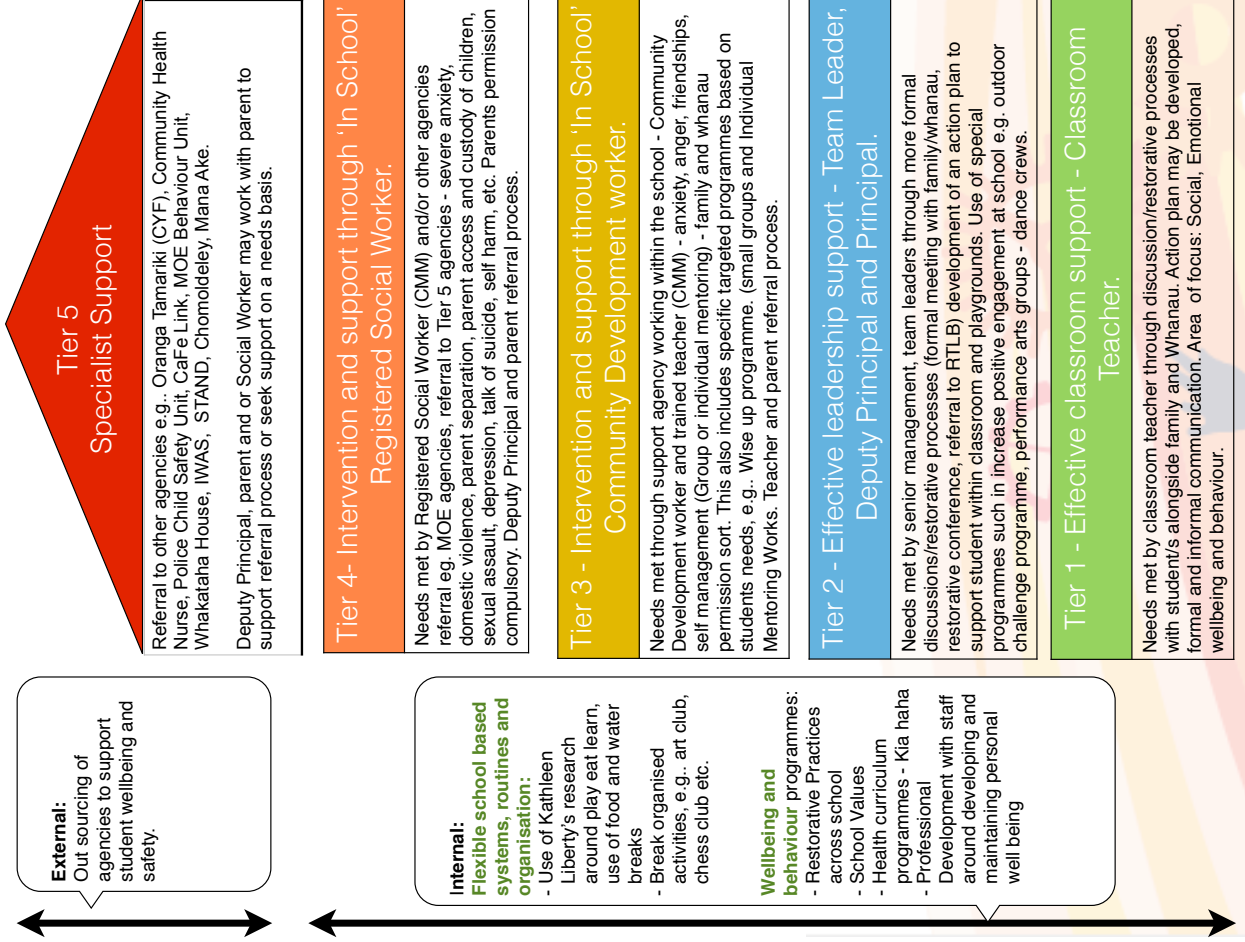 Tier 5
Specialist Support
Referral to other agencies e.g.. Oranga Tamariki (CYF), Community Health
Nurse, Police Child Safety Unit, CaFe Link, MOE Behaviour Unit,
Whakatata House, IWAS,  STAND, Chomoldeley, Mana Ake.
Deputy Principal, parent and or Social Worker may work with parent to
support referral process or seek support on a needs basis.
Tier 4- Intervention and support through ‘In School’
Registered Social Worker.
Needs met by Registered Social Worker (CMM) and/or other agencies
referral eg. MOE agencies, referral to Tier 5 agencies - severe anxiety,
domestic violence, parent separation, parent access and custody of children,
sexual assault, depression, talk of suicide, self harm, etc. Parents permission
compulsory. Deputy Principal and parent referral process.
Tier 3 - Intervention and support through ‘In School’
Community Development worker.
Needs met through support agency working within the school - Community
Development worker and trained teacher (CMM) - anxiety, anger, friendships,
self management (Group or individual mentoring) - family and whanau
permission sort. This also includes specific targeted programmes based on
students needs, e.g.. Wise up programme. (small groups and Individual
Mentoring Works. Teacher and parent referral process.
Tier 2 - Effective leadership support - Team Leader,
Deputy Principal and Principal.
Needs met by senior management, team leaders through more formal
discussions/restorative processes (formal meeting with family/whanau,
restorative conference, referral to RTLB) development of an action plan to
support student within classroom and playgrounds. Use of special
programmes such in increase positive engagement at school e.g. outdoor
challenge programme, performance arts groups - dance crews.
Tier 1 - Effective classroom support - Classroom
Teacher.
Needs met by classroom teacher through discussion/restorative processes
with student/s alongside family and Whanau. Action plan may be developed,
formal and informal communication. Area  of focus: Social, Emotional
wellbeing and behaviour.
External:
Out sourcing of
agencies to support
student wellbeing and
safety.
Internal:
Flexible school based
systems, routines and
organisation:
- Use of Kathleen
Liberty’s research
around play eat learn,
use of food and water
breaks
- Break organised
activities, e.g.. art club,
chess club etc.
Wellbeing and
behaviour programmes:
- Restorative Practices
across school
- School Values
- Health curriculum
programmes - Kia haha
- Professional
Development with staff
around developing and
maintaining personal
well being